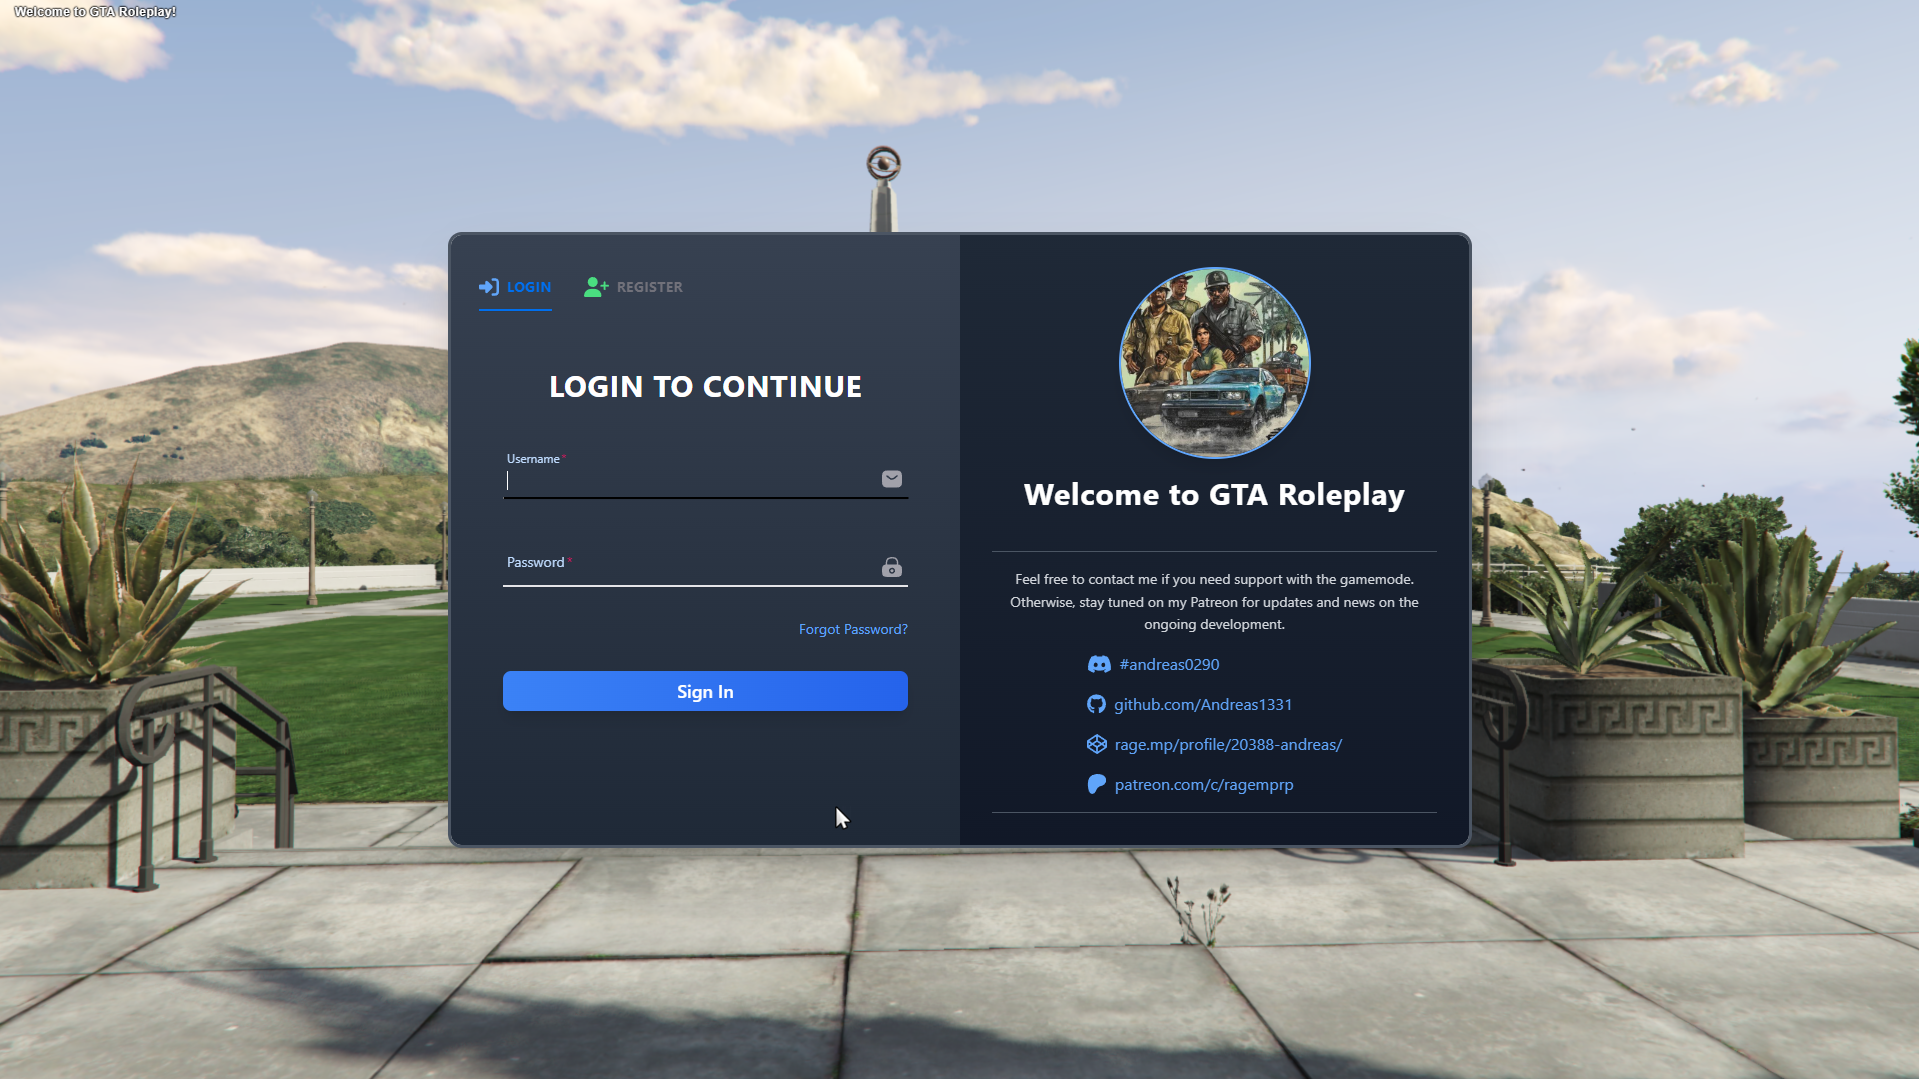 Welcome to GTA Roleplay!
LOGIN
REGISTER
LOGIN TO CONTINUE
Username *
Password *
Forgot Password?
Sign In
Welcome to GTA Roleplay
Feel free to contact me if you need support with the gamemode.
Otherwise, stay tuned on my Patreon for updates and news on the
ongoing development.
#andreas0290
github.com/Andreas1331
rage.mp/profile/20388-andreas/
patreon.com/c/ragemprp